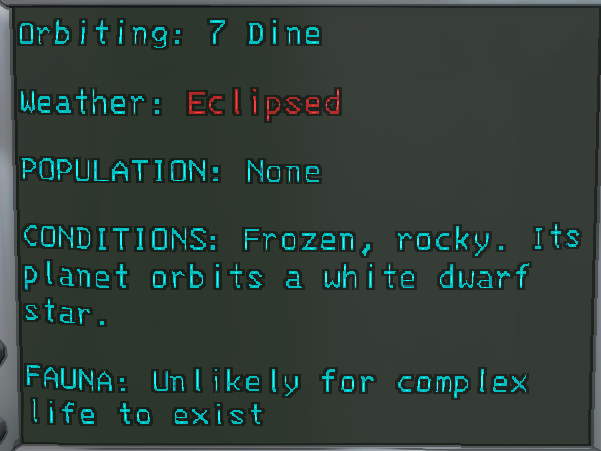 Orbiting: 7 Dine
Weather: Eclipsed
POPULATION: None
CONDITIONS: Frozen, rocky. Its
planet orbits a white dwarf
star.
FAUNA: Unlikely for complex
life to exist